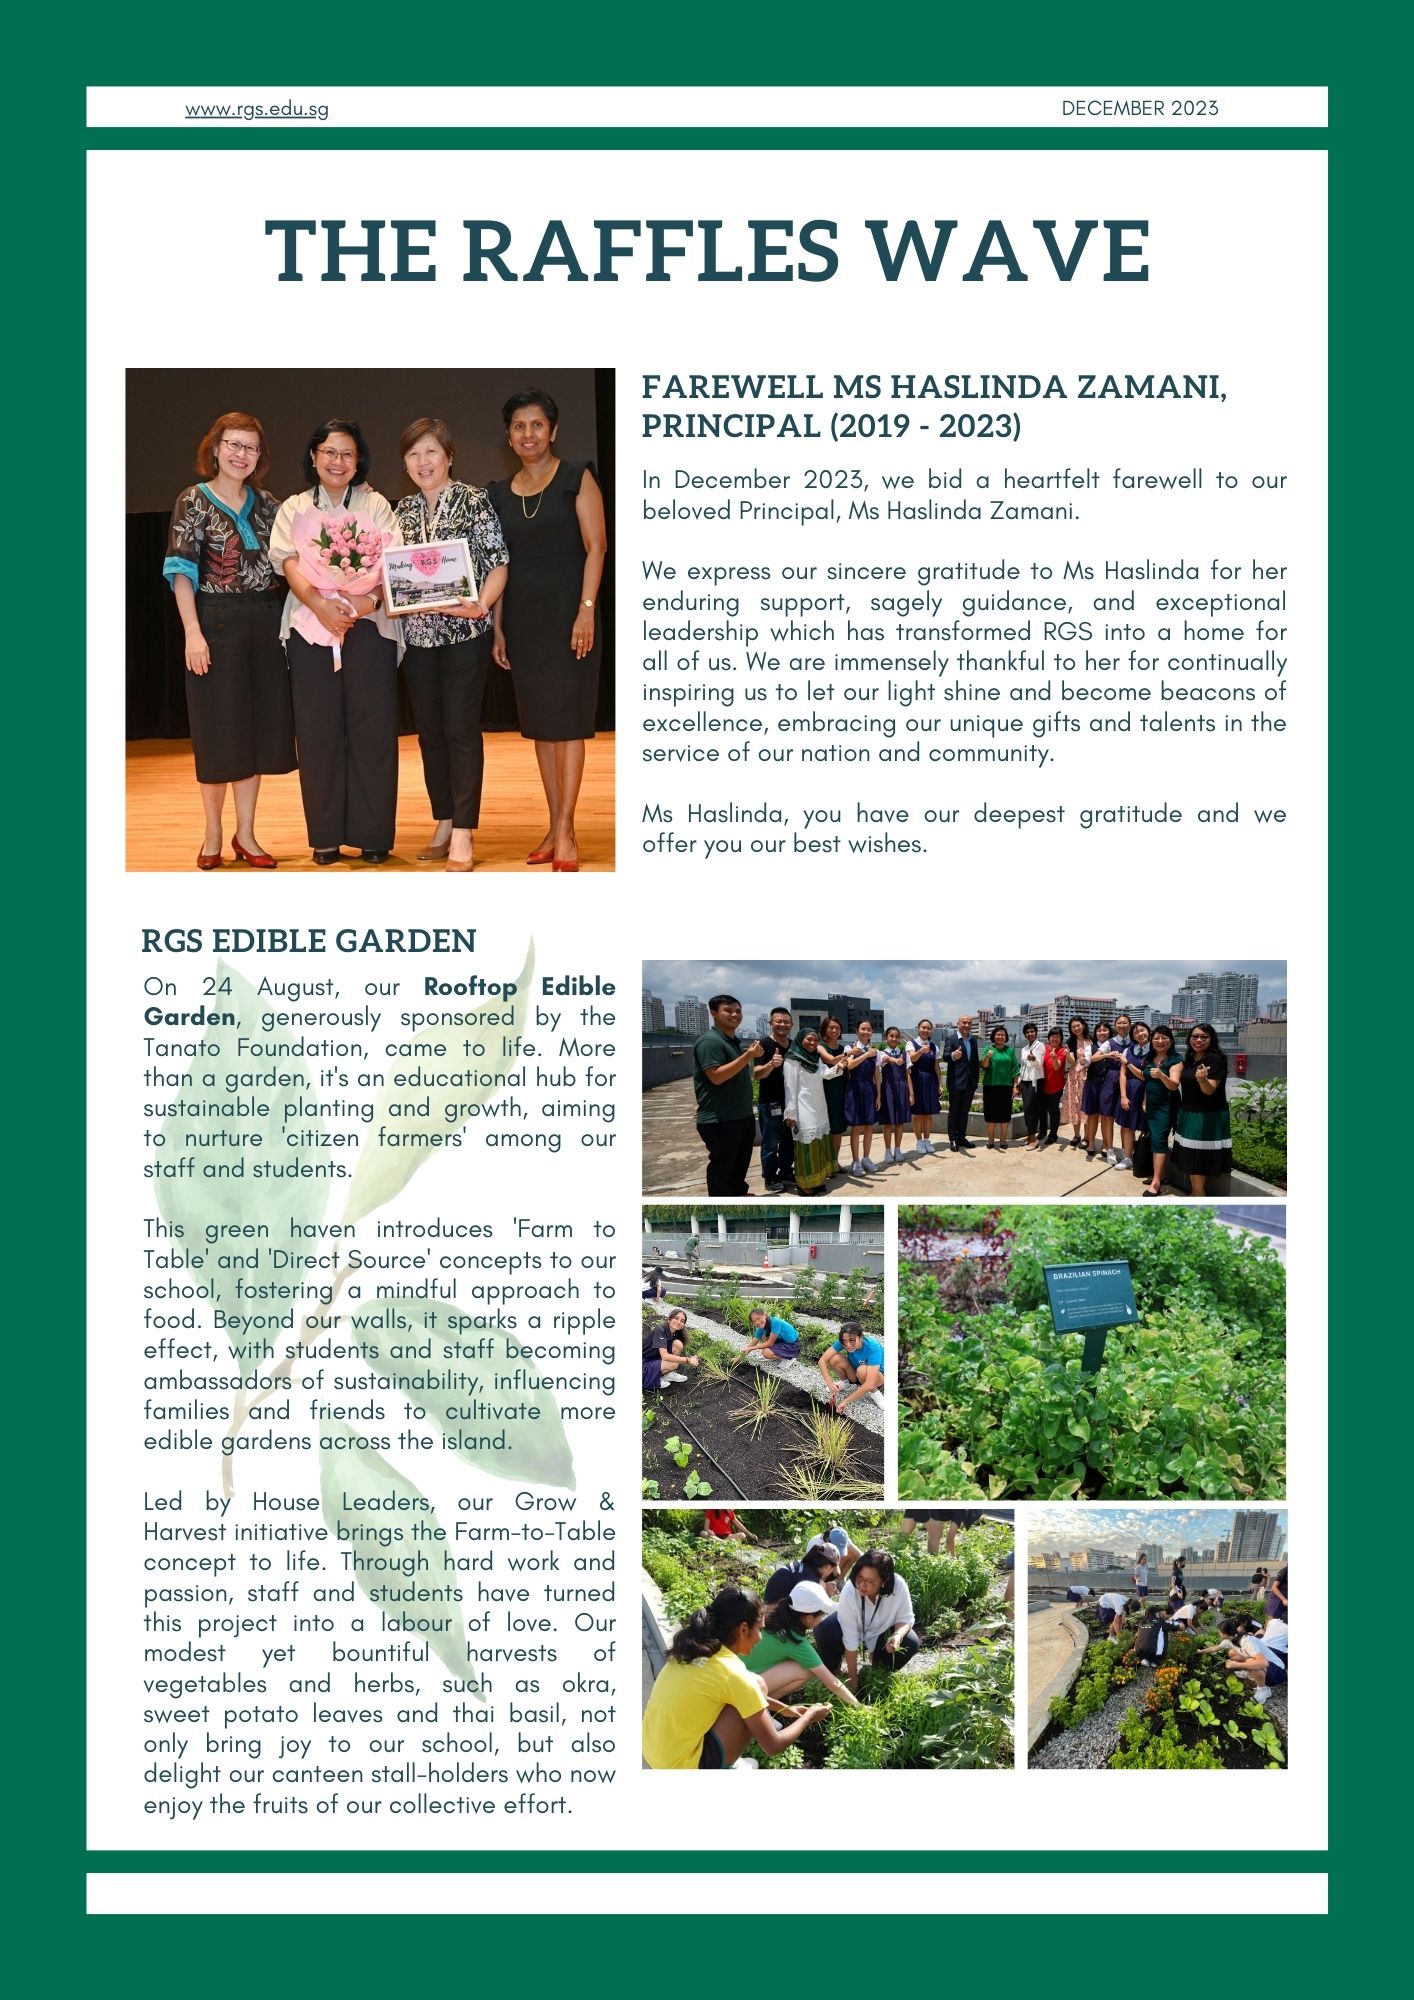 www.rgs.edu.sg
DECEMBER 2023
THE RAFFLES WAVE
FAREWELL MS HASLINDA ZAMANI,
PRINCIPAL (2019 - 2023)
In December 2023, we bid a heartfelt farewell to our
beloved Principal, Ms Haslinda Zamani.
We express our sincere gratitude to Ms Haslinda for her
enduring support, sagely guidance, and exceptional
leadership which has transformed RGS into a home for
all of us. We are immensely thankful to her for continually
inspiring us to let our light shine and become beacons of
excellence, embracing our unique gifts and talents in the
service of our nation and community.
Ms Haslinda, you have our deepest gratitude and we
offer you our best wishes.
Making RGS Home
RGS EDIBLE GARDEN
On 24 August, our Rooftop Edible
Garden, generously sponsored by the
Tanato Foundation, came to life. More
than a garden, it's an educational hub for
sustainable planting and growth, aiming
to nurture 'citizen farmers' among our
staff and students.
This green haven introduces 'Farm to
Table' and 'Direct Source' concepts to our
school, fostering a mindful approach to
food. Beyond our walls, it sparks a ripple
effect, with students and staff becoming
ambassadors of sustainability, influencing
families and friends to cultivate more
edible gardens across the island.
Led by House Leaders, our Grow &
Harvest initiative brings the Farm-to-Table
concept to life. Through hard work and
passion, staff and students have turned
this project into a labour of love. Our
modest yet bountiful harvests of
vegetables and herbs, such as okra,
sweet potato leaves and thai basil, not
only bring joy to our school, but also
delight our canteen stall-holders who now
enjoy the fruits of our collective effort.
BRAZILIAN SPINACH